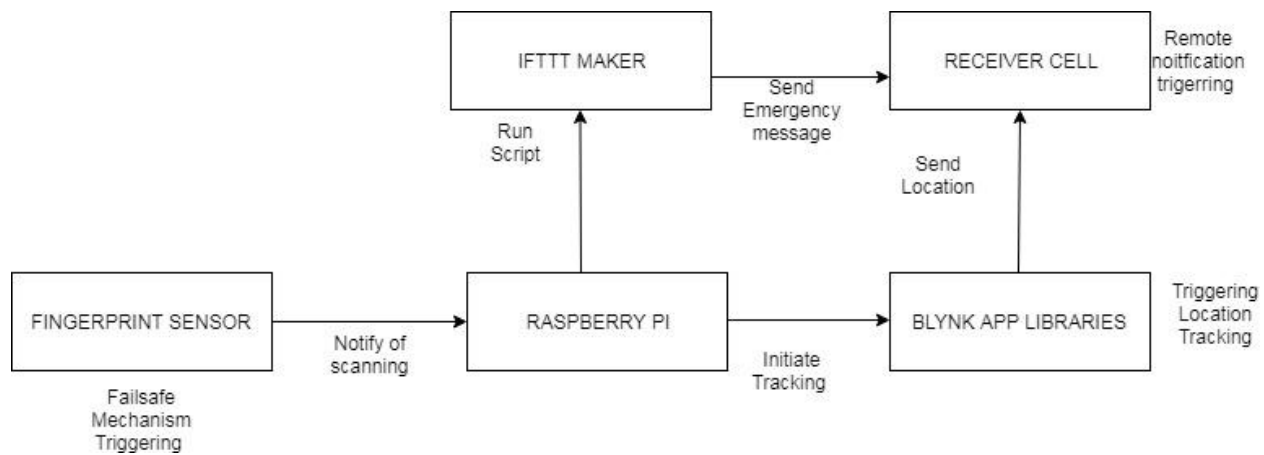 IFTTT MAKER
RECEIVER CELL
Remote
noitfication
trigerring
Send
Emergency
message
Run
Script
Send
Location
FINGERPRINT SENSOR
RASPBERRY PI
BLYNK APP LIBRARIES
Triggering
Location
Tracking
Notify of
scanning
Initiate
Tracking
Failsafe
Mechanism
Triggering